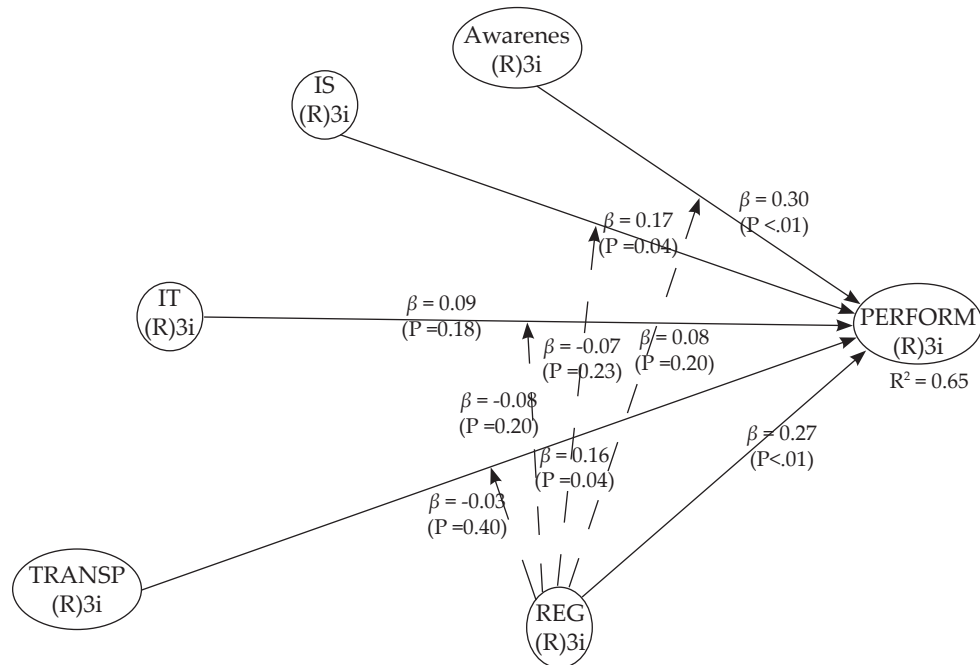 Awarenes
(R)3i
IS
(R)3i
β = 0.30
(P <.01)
β = 0.17
(P =0.04)
IT
(R)3i
β = 0.09
(P =0.18)
PERFORM
(R)3i
R² = 0.65
β = -0.07
(P =0.23)
β = 0.08
(P =0.20)
β = -0.08
(P =0.20)
β = 0.27
(P<.01)
β = 0.16
(P =0.04)
β = -0.03
(P =0.40)
TRANSP
(R)3i
REG
(R)3i